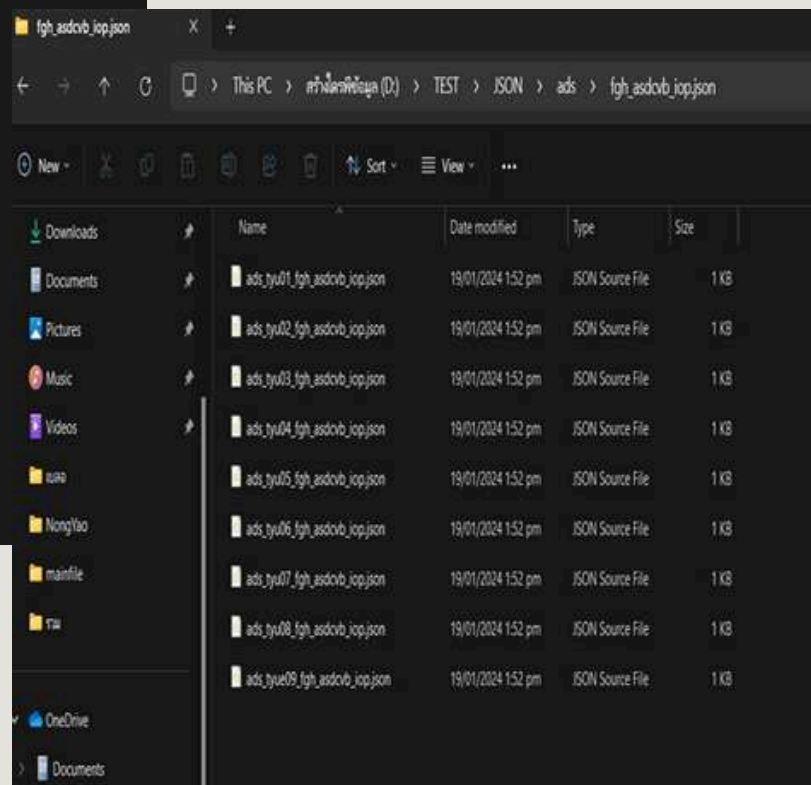 fgh_asdcvb_iop.json X +
This PC > สร้างไดรฟ์ข้อมูล (D:) > TEST > JSON > ads > fgh_asdcvb_iop.json
New Sort View ...
Name Date modified Type Size
Downloads
Documents
Pictures
Music
Videos
NongYao
mainfile
รวม
OneDrive
Documents
ads_tyu01_fgh_asdcvb_iop.json 19/01/2024 1:52 pm JSON Source File 1 KB
ads_tyu02_fgh_asdcvb_iop.json 19/01/2024 1:52 pm JSON Source File 1 KB
ads_tyu03_fgh_asdcvb_iop.json 19/01/2024 1:52 pm JSON Source File 1 KB
ads_tyu04_fgh_asdcvb_iop.json 19/01/2024 1:52 pm JSON Source File 1 KB
ads_tyu05_fgh_asdcvb_iop.json 19/01/2024 1:52 pm JSON Source File 1 KB
ads_tyu06_fgh_asdcvb_iop.json 19/01/2024 1:52 pm JSON Source File 1 KB
ads_tyu07_fgh_asdcvb_iop.json 19/01/2024 1:52 pm JSON Source File 1 KB
ads_tyu08_fgh_asdcvb_iop.json 19/01/2024 1:52 pm JSON Source File 1 KB
ads_tyue09_fgh_asdcvb_iop.json 19/01/2024 1:52 pm JSON Source File 1 KB